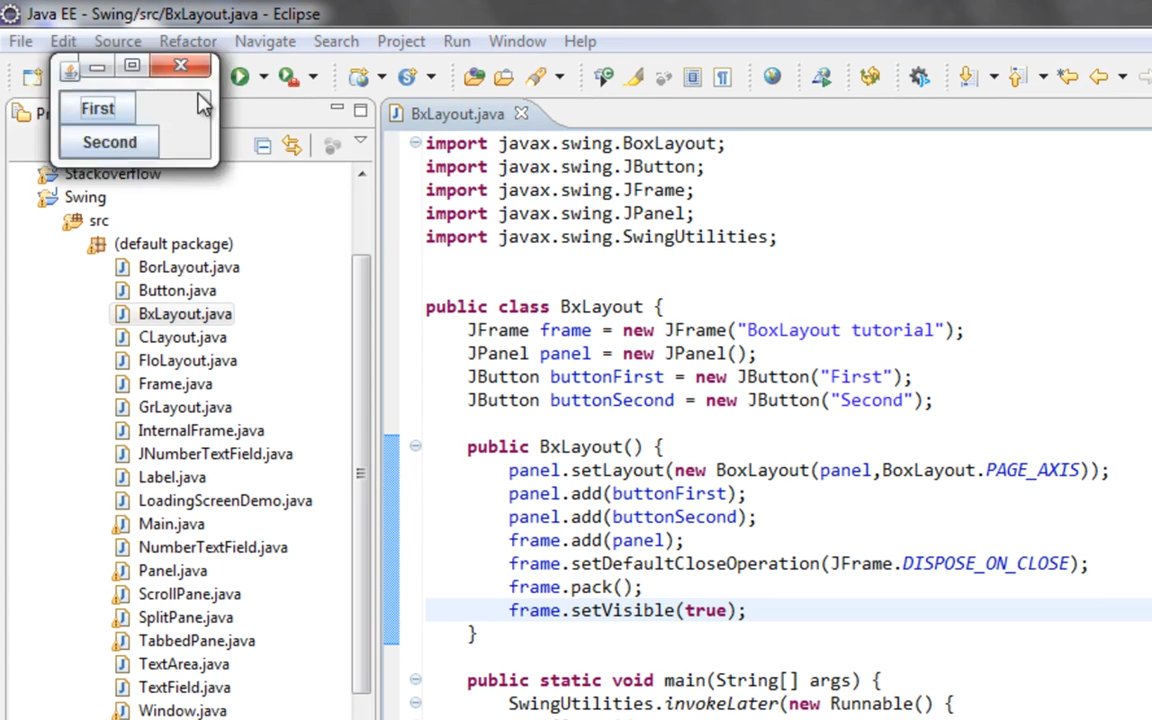 Java EE - Swing/src/BxLayout.java - Eclipse
File Edit Source Refactor Navigate Search Project Run Window Help
First
Second
BxLayout.java
Stackoverflow
Swing
src
(default package)
BorLayout.java
Button.java
BxLayout.java
CLayout.java
FloLayout.java
Frame.java
GrLayout.java
InternalFrame.java
JNumberTextField.java
Label.java
LoadingScreenDemo.java
Main.java
NumberTextField.java
Panel.java
ScrollPane.java
SplitPane.java
TabbedPane.java
TextArea.java
TextField.java
Window.java
import javax.swing.BoxLayout;
import javax.swing.JButton;
import javax.swing.JFrame;
import javax.swing.JPanel;
import javax.swing.SwingUtilities;
public class BxLayout {
JFrame frame = new JFrame("BoxLayout tutorial");
JPanel panel = new JPanel();
JButton buttonFirst = new JButton("First");
JButton buttonSecond = new JButton("Second");
public BxLayout() {
panel.setLayout(new BoxLayout(panel,BoxLayout.PAGE_AXIS));
panel.add(buttonFirst);
panel.add(buttonSecond);
frame.add(panel);
frame.setDefaultCloseOperation(JFrame.DISPOSE_ON_CLOSE);
frame.pack();
frame.setVisible(true);
}
public static void main(String[] args) {
SwingUtilities.invokeLater(new Runnable() {